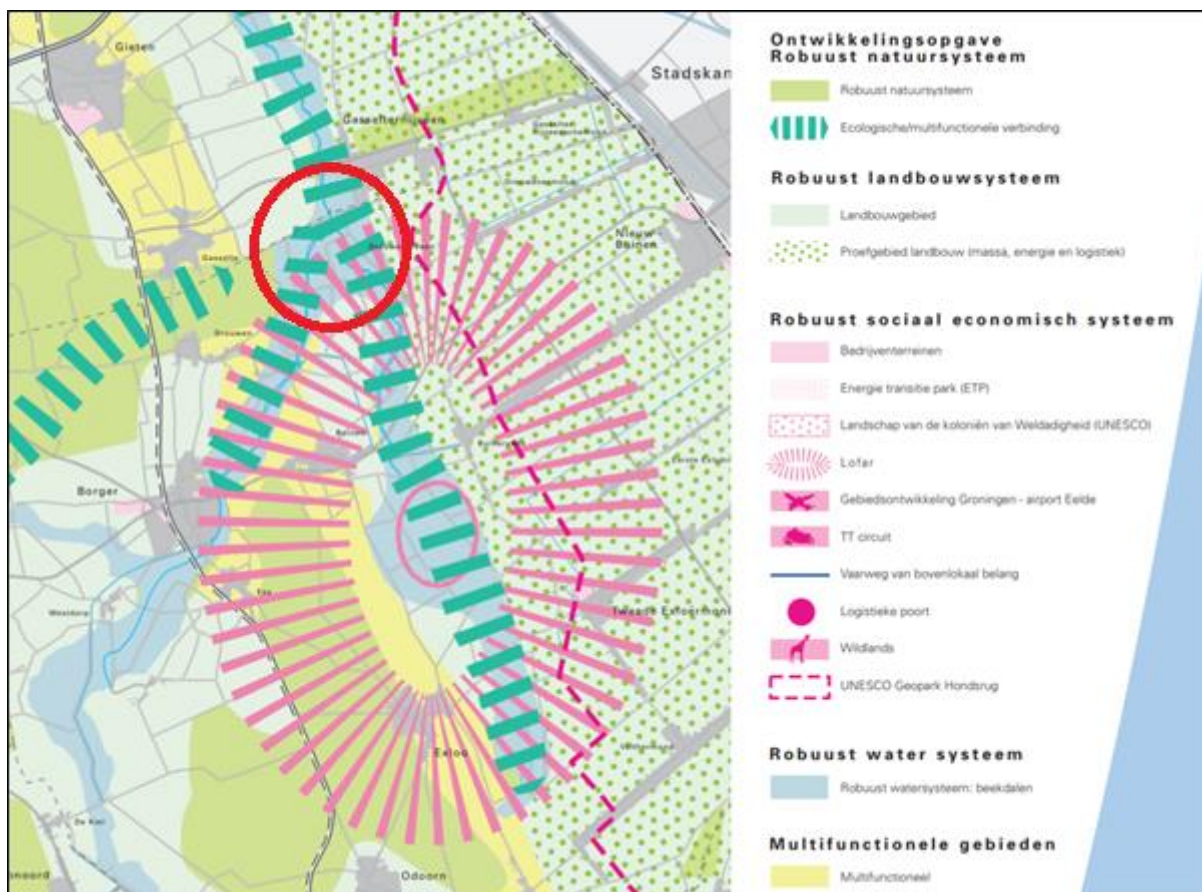 Gieten
Stadskan
Gasselternijveen
Nieuw-
Buinen
Gasselte
Drouwen
Borger
Buinen
Ees
Westdorp
Exloo
Odoorn
Ontwikkelingsopgave
Robuust natuursysteem
Robuust natuursysteem
Ecologische/multifunctionele verbinding
Robuust landbouwsysteem
Landbouwgebied
Proefgebied landbouw (massa, energie en logistiek)
Robuust sociaal economisch systeem
Bedrijventerreinen
Energie transitie park (ETP)
Landschap van de koloniën van Weldadigheid (UNESCO)
Lofar
Gebiedsontwikkeling Groningen - airport Eelde
TT circuit
Vaarweg van bovenlokaal belang
Logistieke poort
Wildlands
UNESCO Geopark Hondsrug
Robuust water systeem
Robuust watersysteem: beekdalen
Multifunctionele gebieden
Multifunctioneel